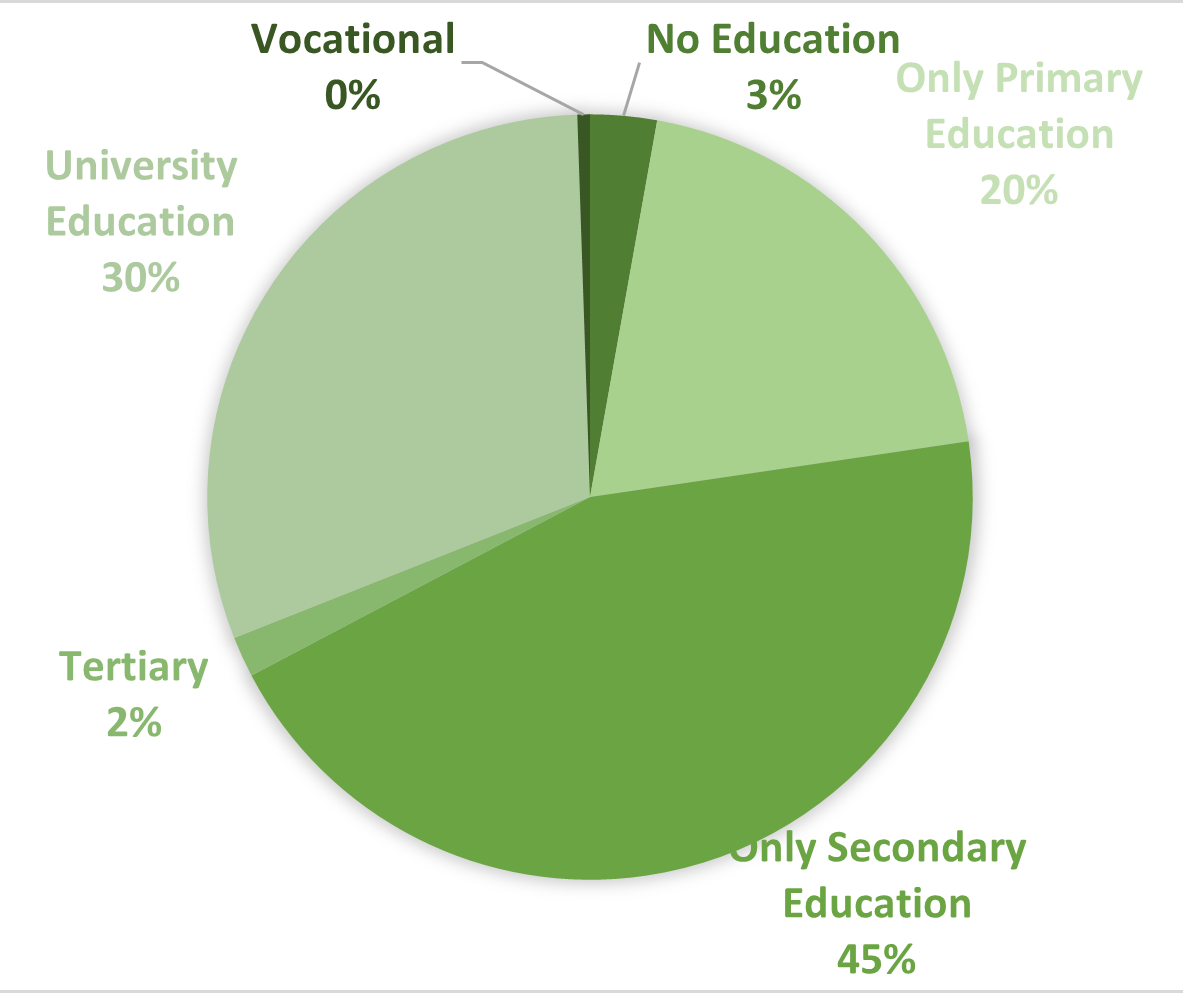 Vocational
0%
No Education
3%
Only Primary
Education
20%
University
Education
30%
Tertiary
2%
Only Secondary
Education
45%